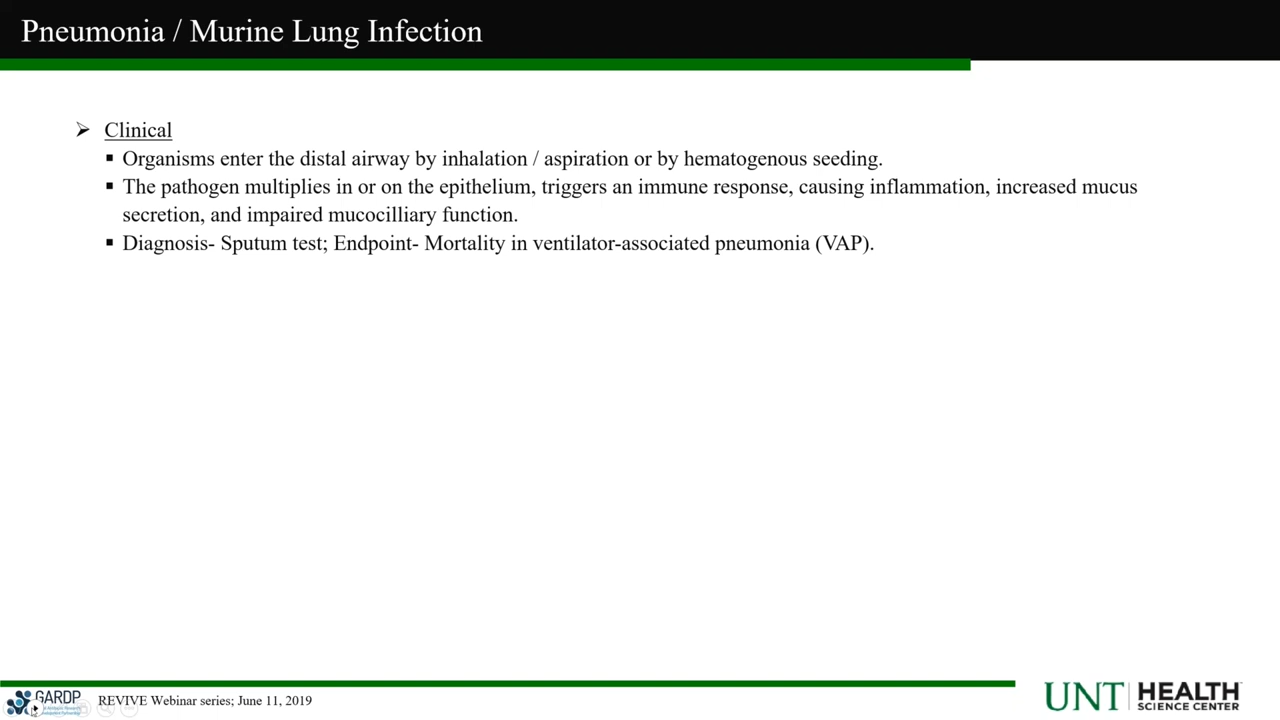 Pneumonia / Murine Lung Infection
Clinical
Organisms enter the distal airway by inhalation / aspiration or by hematogenous seeding.
The pathogen multiplies in or on the epithelium, triggers an immune response, causing inflammation, increased mucus
secretion, and impaired mucocilliary function.
Diagnosis- Sputum test; Endpoint- Mortality in ventilator-associated pneumonia (VAP).
GARDP
REVIVE Webinar series; June 11, 2019
UNT HEALTH
SCIENCE CENTER